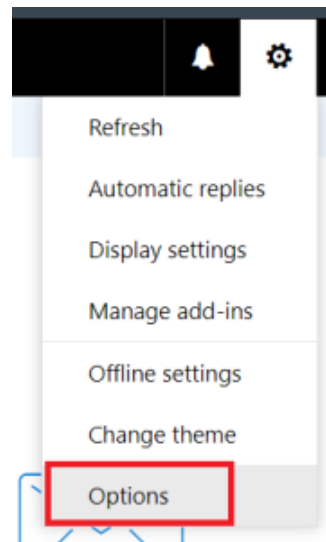 Refresh
Automatic replies
Display settings
Manage add-ins
Offline settings
Change theme
Options